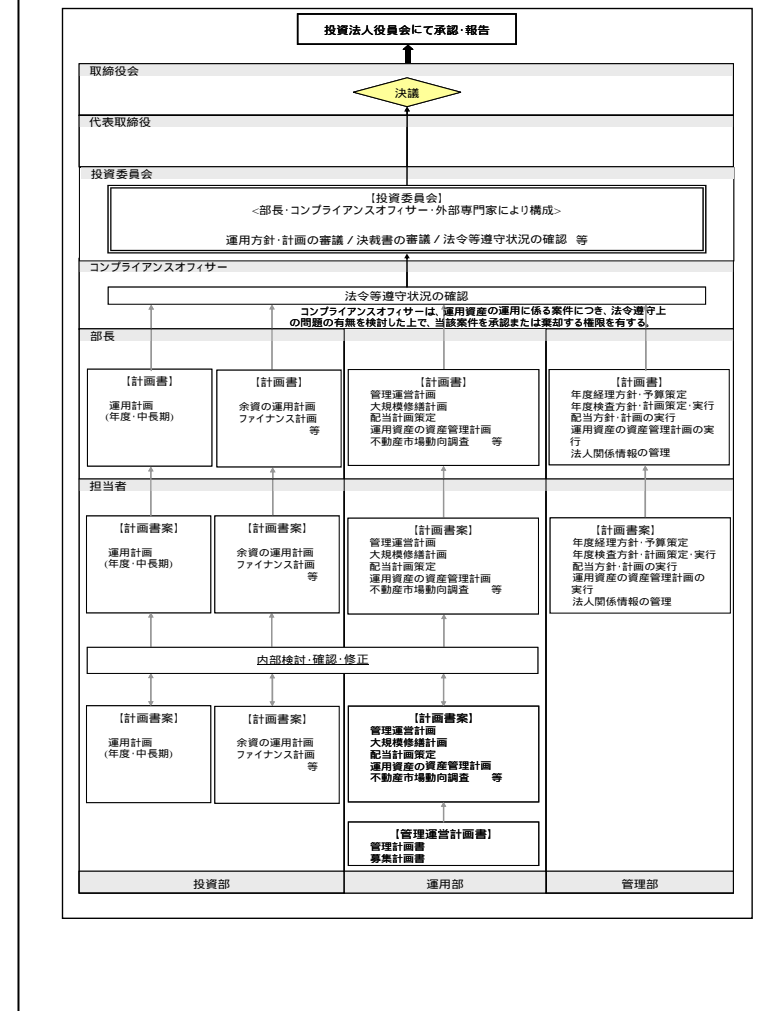 投資法人役員会にて承認・報告
取締役会
決議
代表取締役
投資委員会
【投資委員会】
<部長・コンプライアンスオフィサー・外部専門家により構成>
運用方針・計画の審議 / 決裁書の審議 / 法令等遵守状況の確認 等
コンプライアンスオフィサー
法令等遵守状況の確認
コンプライアンスオフィサーは、運用資産の運用に係る案件につき、法令遵守上
の問題の有無を検討した上で、当該案件を承認または棄却する権限を有する。
部長
【計画書】
運用計画
(年度・中長期)
【計画書】
余資の運用計画
ファイナンス計画
等
【計画書】
管理運営計画
大規模修繕計画
配当計画策定
運用資産の資産管理計画
不動産市場動向調査 等
【計画書】
年度経理方針・予算策定
年度検査方針・計画策定・実行
配当方針・計画の実行
運用資産の資産管理計画の実
行
法人関係情報の管理
担当者
【計画書案】
運用計画
(年度・中長期)
【計画書案】
余資の運用計画
ファイナンス計画
等
【計画書案】
管理運営計画
大規模修繕計画
配当計画策定
運用資産の資産管理計画
不動産市場動向調査 等
【計画書案】
年度経理方針・予算策定
年度検査方針・計画策定・実行
配当方針・計画の実行
運用資産の資産管理計画の
実行
法人関係情報の管理
内部検討・確認・修正
【計画書案】
運用計画
(年度・中長期)
【計画書案】
余資の運用計画
ファイナンス計画
等
【計画書案】
管理運営計画
大規模修繕計画
配当計画策定
運用資産の資産管理計画
不動産市場動向調査 等
【管理運営計画書】
管理計画書
募集計画書
投資部
運用部
管理部